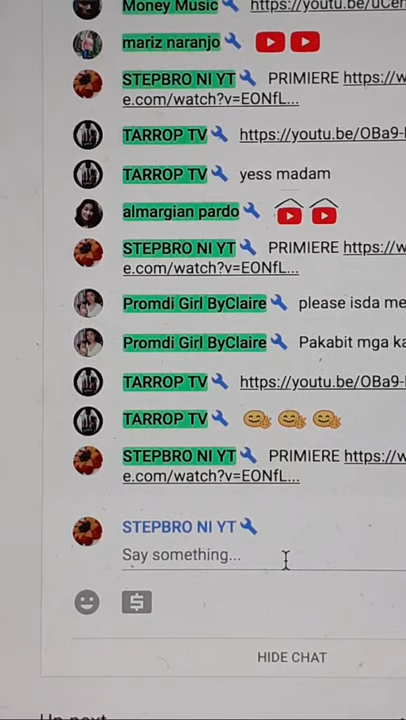 Money Music https://youtu.be/uCer
mariz naranjo
STEPBRO NI YT PRIMIERE https://w
e.com/watch?v=EONfL...
TARROP TV https://youtu.be/OBa9-
TARROP TV yess madam
almargian pardo
STEPBRO NI YT PRIMIERE https://w
e.com/watch?v=EONfL...
Promdi Girl ByClaire please isda me
Promdi Girl ByClaire Pakabit mga ka
TARROP TV https://youtu.be/OBa9-
TARROP TV
STEPBRO NI YT PRIMIERE https://w
e.com/watch?v=EONfL...
STEPBRO NI YT
Say something...
HIDE CHAT
Up next